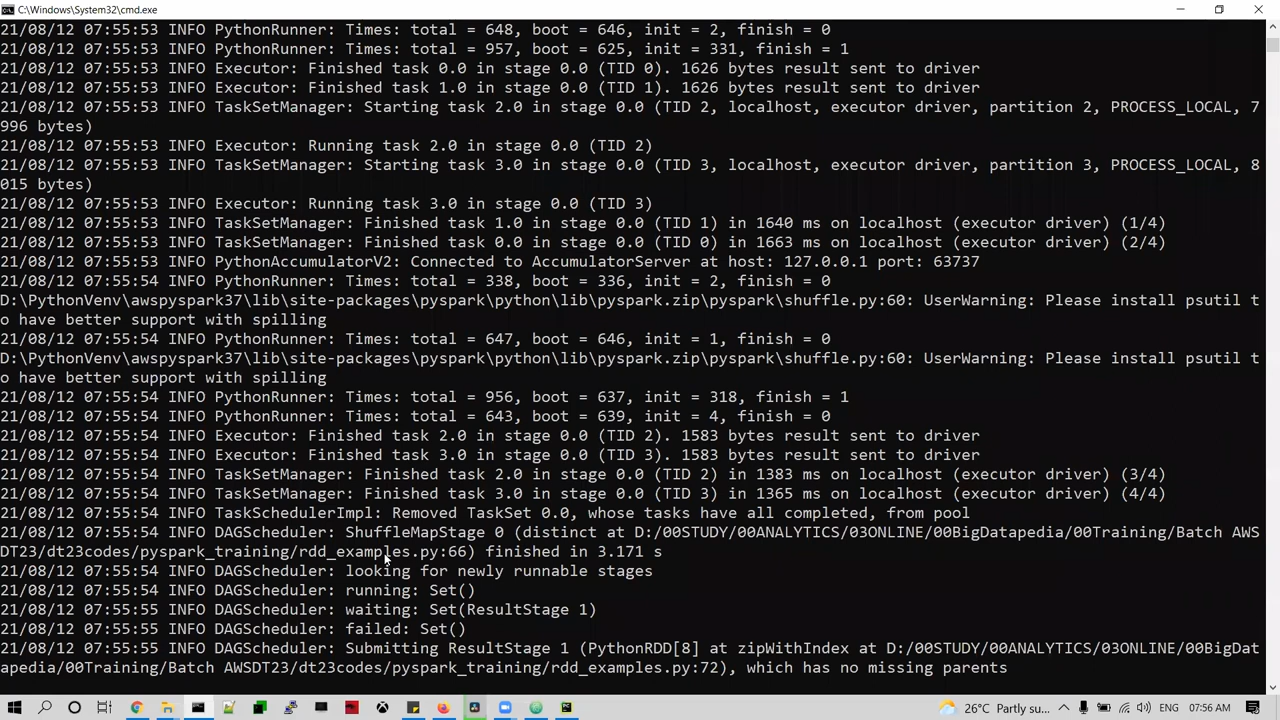 C:\Windows\System32\cmd.exe
21/08/12 07:55:53 INFO PythonRunner: Times: total = 648, boot = 646, init = 2, finish = 0
21/08/12 07:55:53 INFO PythonRunner: Times: total = 957, boot = 625, init = 331, finish = 1
21/08/12 07:55:53 INFO Executor: Finished task 0.0 in stage 0.0 (TID 0). 1626 bytes result sent to driver
21/08/12 07:55:53 INFO Executor: Finished task 1.0 in stage 0.0 (TID 1). 1626 bytes result sent to driver
21/08/12 07:55:53 INFO TaskSetManager: Starting task 2.0 in stage 0.0 (TID 2, localhost, executor driver, partition 2, PROCESS_LOCAL, 7
996 bytes)
21/08/12 07:55:53 INFO Executor: Running task 2.0 in stage 0.0 (TID 2)
21/08/12 07:55:53 INFO TaskSetManager: Starting task 3.0 in stage 0.0 (TID 3, localhost, executor driver, partition 3, PROCESS_LOCAL, 8
015 bytes)
21/08/12 07:55:53 INFO Executor: Running task 3.0 in stage 0.0 (TID 3)
21/08/12 07:55:53 INFO TaskSetManager: Finished task 1.0 in stage 0.0 (TID 1) in 1640 ms on localhost (executor driver) (1/4)
21/08/12 07:55:53 INFO TaskSetManager: Finished task 0.0 in stage 0.0 (TID 0) in 1663 ms on localhost (executor driver) (2/4)
21/08/12 07:55:53 INFO PythonAccumulatorV2: Connected to AccumulatorServer at host: 127.0.0.1 port: 63737
21/08/12 07:55:54 INFO PythonRunner: Times: total = 338, boot = 336, init = 2, finish = 0
D:\PythonVenv\awspyspark37\lib\site-packages\pyspark\python\lib\pyspark.zip\pyspark\shuffle.py:60: UserWarning: Please install psutil t
o have better support with spilling
21/08/12 07:55:54 INFO PythonRunner: Times: total = 647, boot = 646, init = 1, finish = 0
D:\PythonVenv\awspyspark37\lib\site-packages\pyspark\python\lib\pyspark.zip\pyspark\shuffle.py:60: UserWarning: Please install psutil t
o have better support with spilling
21/08/12 07:55:54 INFO PythonRunner: Times: total = 956, boot = 637, init = 318, finish = 1
21/08/12 07:55:54 INFO PythonRunner: Times: total = 643, boot = 639, init = 4, finish = 0
21/08/12 07:55:54 INFO Executor: Finished task 2.0 in stage 0.0 (TID 2). 1583 bytes result sent to driver
21/08/12 07:55:54 INFO Executor: Finished task 3.0 in stage 0.0 (TID 3). 1583 bytes result sent to driver
21/08/12 07:55:54 INFO TaskSetManager: Finished task 2.0 in stage 0.0 (TID 2) in 1383 ms on localhost (executor driver) (3/4)
21/08/12 07:55:54 INFO TaskSetManager: Finished task 3.0 in stage 0.0 (TID 3) in 1365 ms on localhost (executor driver) (4/4)
21/08/12 07:55:54 INFO TaskSchedulerImpl: Removed TaskSet 0.0, whose tasks have all completed, from pool
21/08/12 07:55:54 INFO DAGScheduler: ShuffleMapStage 0 (distinct at D:/00STUDY/00ANALYTICS/03ONLINE/00BigDatapedia/00Training/Batch AWS
DT23/dt23codes/pyspark_training/rdd_examples.py:66) finished in 3.171 s
21/08/12 07:55:54 INFO DAGScheduler: looking for newly runnable stages
21/08/12 07:55:54 INFO DAGScheduler: running: Set()
21/08/12 07:55:55 INFO DAGScheduler: waiting: Set(ResultStage 1)
21/08/12 07:55:55 INFO DAGScheduler: failed: Set()
21/08/12 07:55:55 INFO DAGScheduler: Submitting ResultStage 1 (PythonRDD[8] at zipWithIndex at D:/00STUDY/00ANALYTICS/03ONLINE/00BigDat
apedia/00Training/Batch AWSDT23/dt23codes/pyspark_training/rdd_examples.py:72), which has no missing parents
26°C Partly su... ENG 07:56 AM